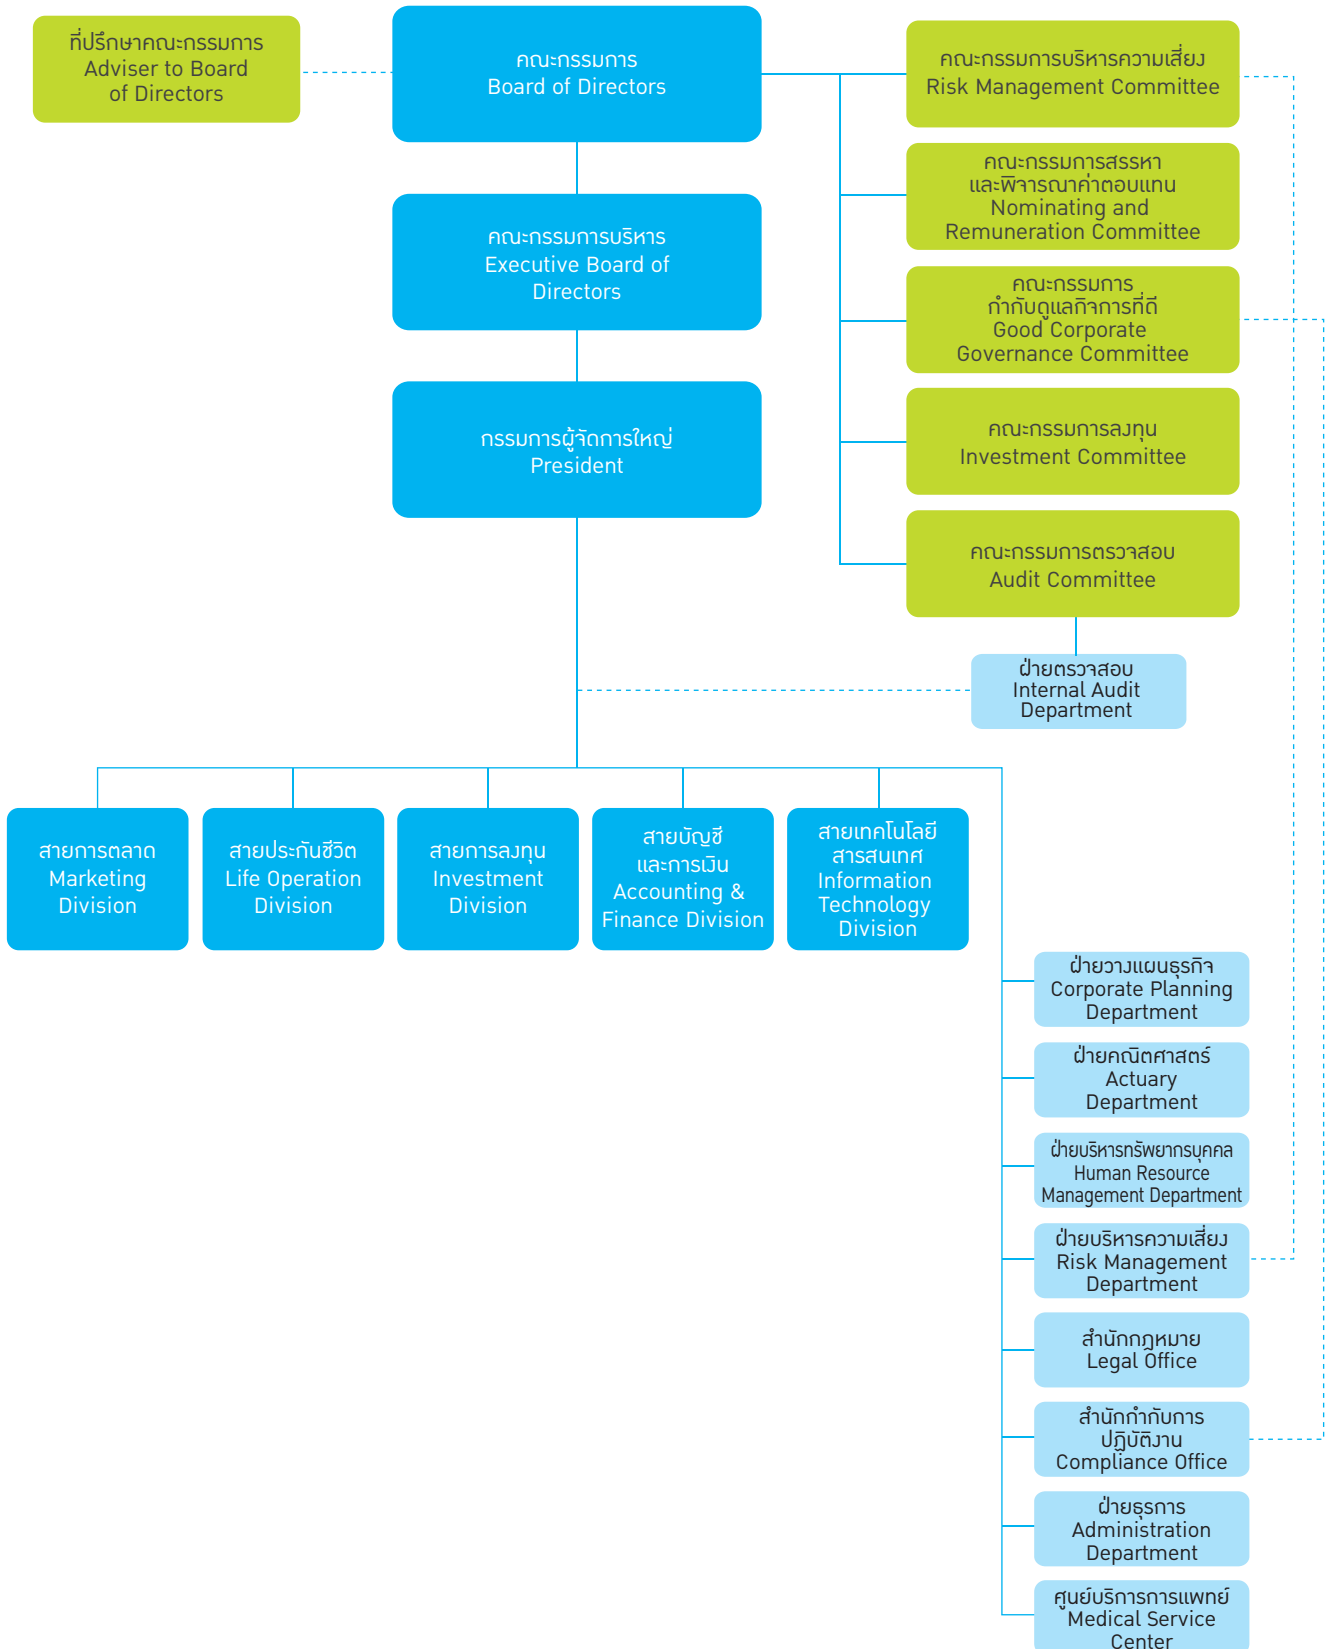 ที่ปรึกษาคณะกรรมการ
Adviser to Board
of Directors
คณะกรรมการ
Board of Directors
คณะกรรมการบริหารความเสี่ยง
Risk Management Committee
คณะกรรมการสรรหา
และพิจารณาค่าตอบแทน
Nominating and
Remuneration Committee
คณะกรรมการบริหาร
Executive Board of
Directors
คณะกรรมการ
กำกับดูแลกิจการที่ดี
Good Corporate
Governance Committee
กรรมการผู้จัดการใหญ่
President
คณะกรรมการลงทุน
Investment Committee
คณะกรรมการตรวจสอบ
Audit Committee
ฝ่ายตรวจสอบ
Internal Audit
Department
สายการตลาด
Marketing
Division
สายประกันชีวิต
Life Operation
Division
สายการลงทุน
Investment
Division
สายบัญชี
และการเงิน
Accounting &
Finance Division
สายเทคโนโลยี
สารสนเทศ
Information
Technology
Division
ฝ่ายวางแผนธุรกิจ
Corporate Planning
Department
ฝ่ายคณิตศาสตร์
Actuary
Department
ฝ่ายบริหารทรัพยากรบุคคล
Human Resource
Management Department
ฝ่ายบริหารความเสี่ยง
Risk Management
Department
สำนักกฎหมาย
Legal Office
สำนักกำกับการ
ปฏิบัติงาน
Compliance Office
ฝ่ายธุรการ
Administration
Department
ศูนย์บริการการแพทย์
Medical Service
Center